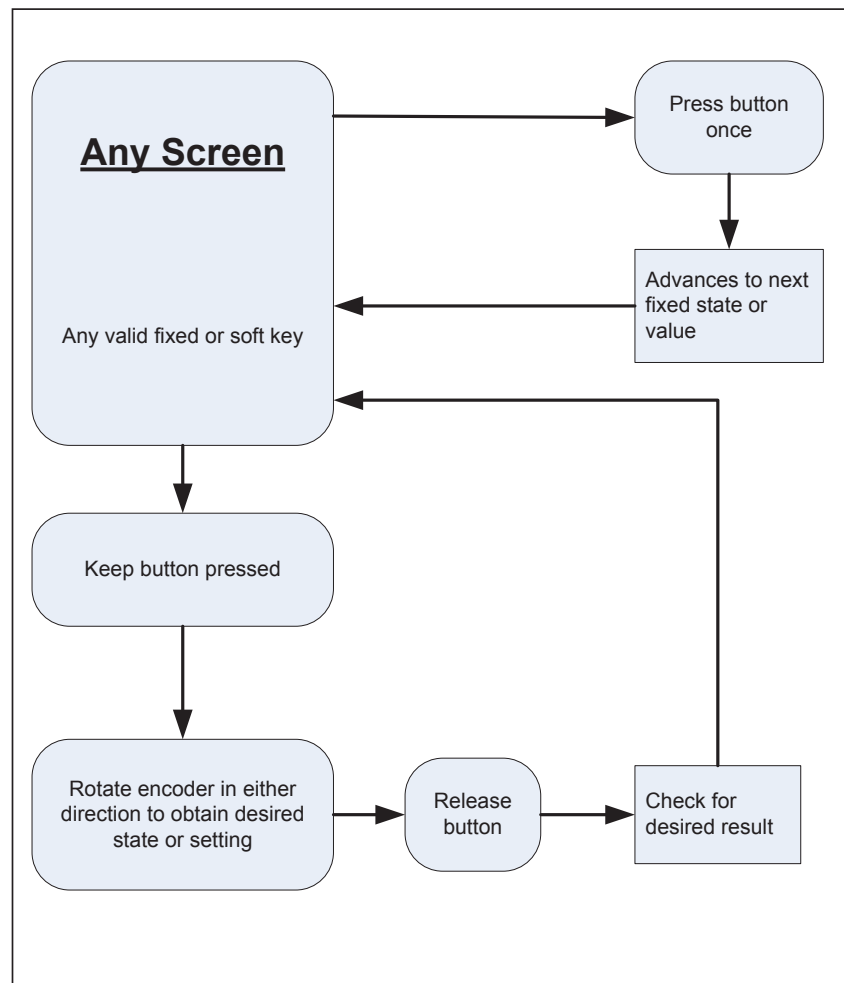 Any Screen
Any valid fixed or soft key
Press button
once
Advances to next
fixed state or
value
Keep button pressed
Rotate encoder in either
direction to obtain desired
state or setting
Release
button
Check for
desired result